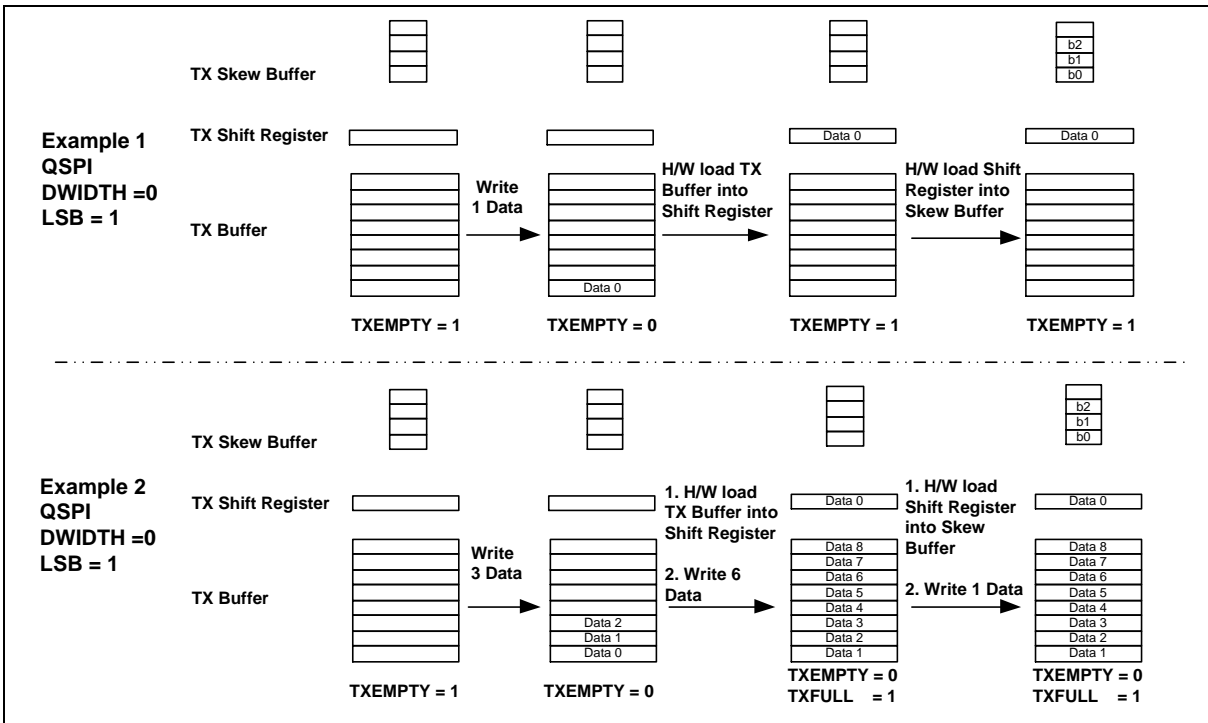 TX Skew Buffer
b2
b1
b0
Example 1
QSPI
DWIDTH =0
LSB = 1
TX Shift Register
Data 0
Data 0
TX Buffer
Write
1 Data
H/W load TX
Buffer into
Shift Register
H/W load Shift
Register into
Skew Buffer
Data 0
TXEMPTY = 1
TXEMPTY = 0
TXEMPTY = 1
TXEMPTY = 1
TX Skew Buffer
b2
b1
b0
Example 2
QSPI
DWIDTH =0
LSB = 1
TX Shift Register
Data 0
Data 0
TX Buffer
Write
3 Data
Data 2
Data 1
Data 0
1. H/W load
TX Buffer into
Shift Register
2. Write 6
Data
Data 8
Data 7
Data 6
Data 5
Data 4
Data 3
Data 2
Data 1
1. H/W load
Shift Register
into Skew
Buffer
2. Write 1 Data
Data 8
Data 7
Data 6
Data 5
Data 4
Data 3
Data 2
Data 1
TXEMPTY = 1
TXEMPTY = 0
TXEMPTY = 0
TXFULL = 1
TXEMPTY = 0
TXFULL = 1